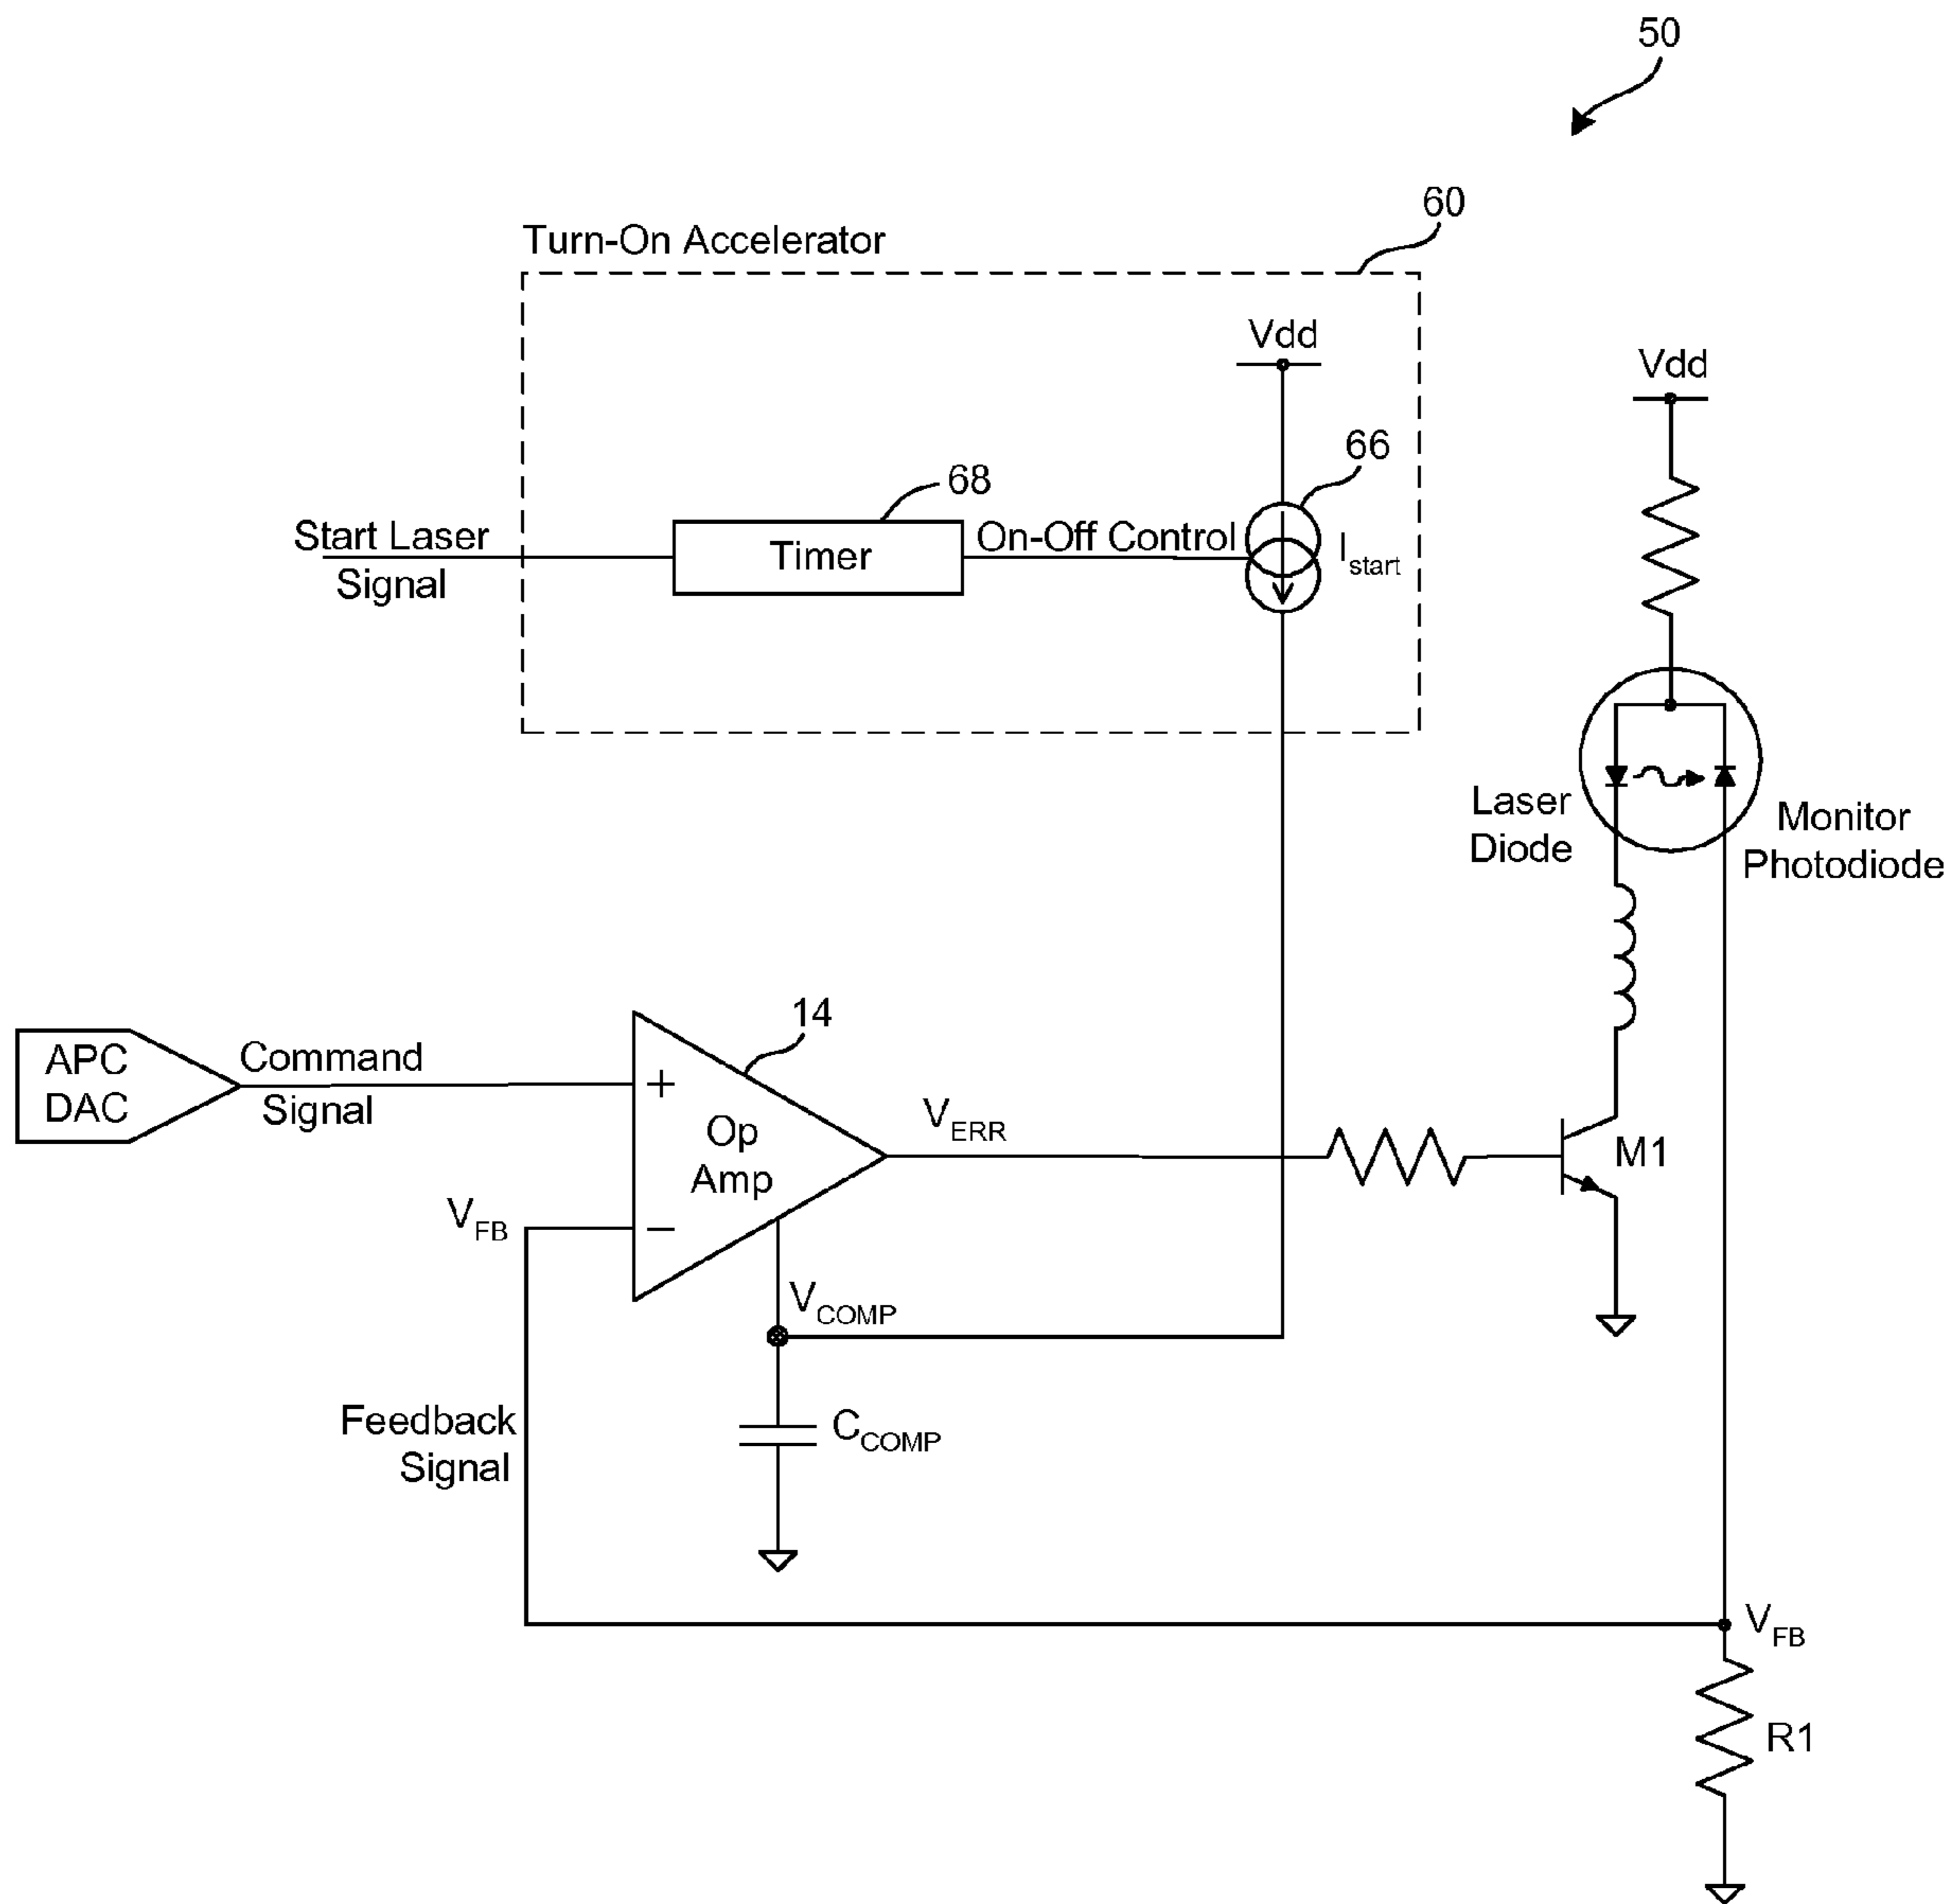 50
60
Turn-On Accelerator
Vdd
Vdd
66
68
Start Laser
Signal
Timer
On-Off Control
Istart
Laser
Diode
Monitor
Photodiode
14
APC
DAC
Command
Signal
+
Op
Amp
VERR
M1
VFB
−
VCOMP
Feedback
Signal
CCOMP
VFB
R1